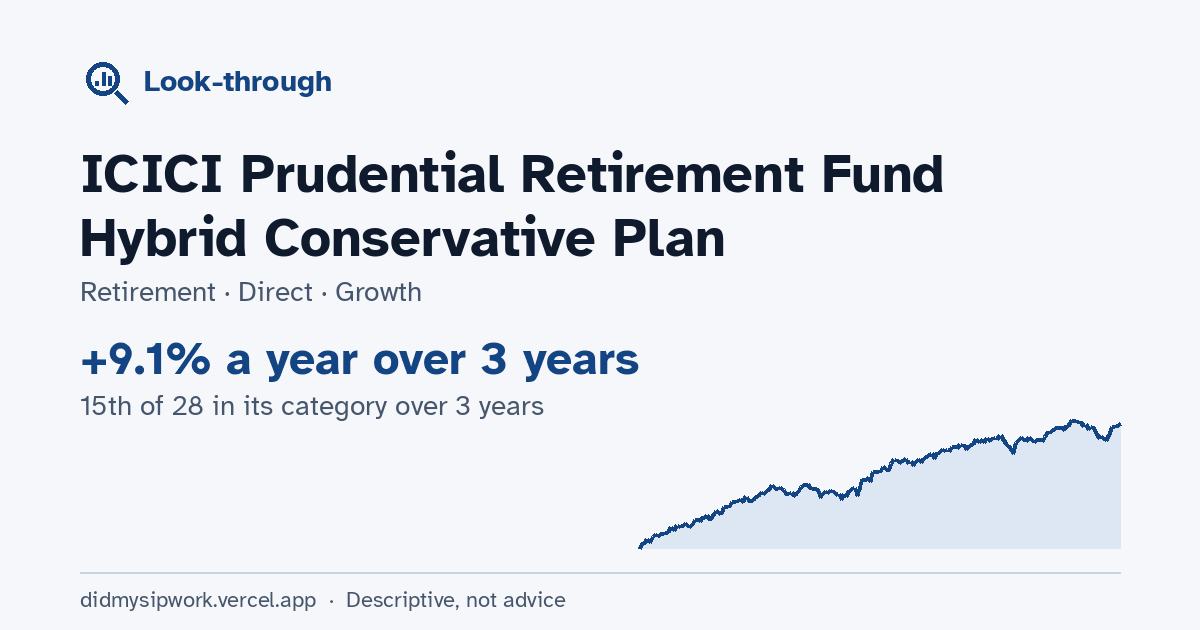 Look-through
ICICI Prudential Retirement Fund
Hybrid Conservative Plan
Retirement · Direct · Growth
+9.1% a year over 3 years
15th of 28 in its category over 3 years
didmysipwork.vercel.app · Descriptive, not advice